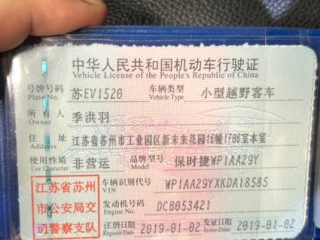 中华人民共和国机动车行驶证
Vehicle License of the People's Republic of China
号牌号码 苏EV1520 车辆类型 小型越野客车
Plate No. Vehicle Type
所有人 季洪羽
Owner
住址 江苏省苏州市工业园区新未来花园16幢1706室本室
Address
使用性质 非营运 品牌型号 保时捷WP1AA29Y
Use Character Model
江苏省苏州
市公安局交
警察支队
车辆识别代号 WP1AA29YXKDA18585
VIN
发动机号码 DCB053421
Engine No.
注册日期 2019-01-02 发证日期 2019-01-02
Register Date Issue Date